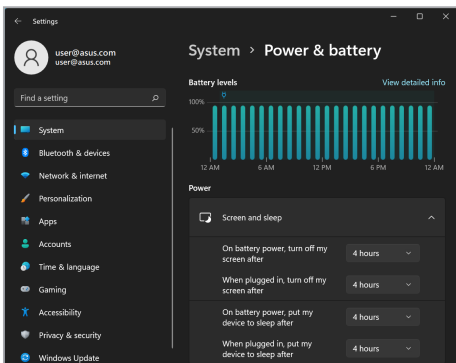 Settings
user@asus.com
user@asus.com
Find a setting
System
Bluetooth & devices
Network & internet
Personalization
Apps
Accounts
Time & language
Gaming
Accessibility
Privacy & security
Windows Update
System > Power & battery
Battery levels
View detailed info
100%
50%
12 AM 6 AM 12 PM 6 PM 12 AM
Power
Screen and sleep
On battery power, turn off my
screen after
4 hours
When plugged in, turn off my
screen after
4 hours
On battery power, put my
device to sleep after
4 hours
When plugged in, put my
device to sleep after
4 hours